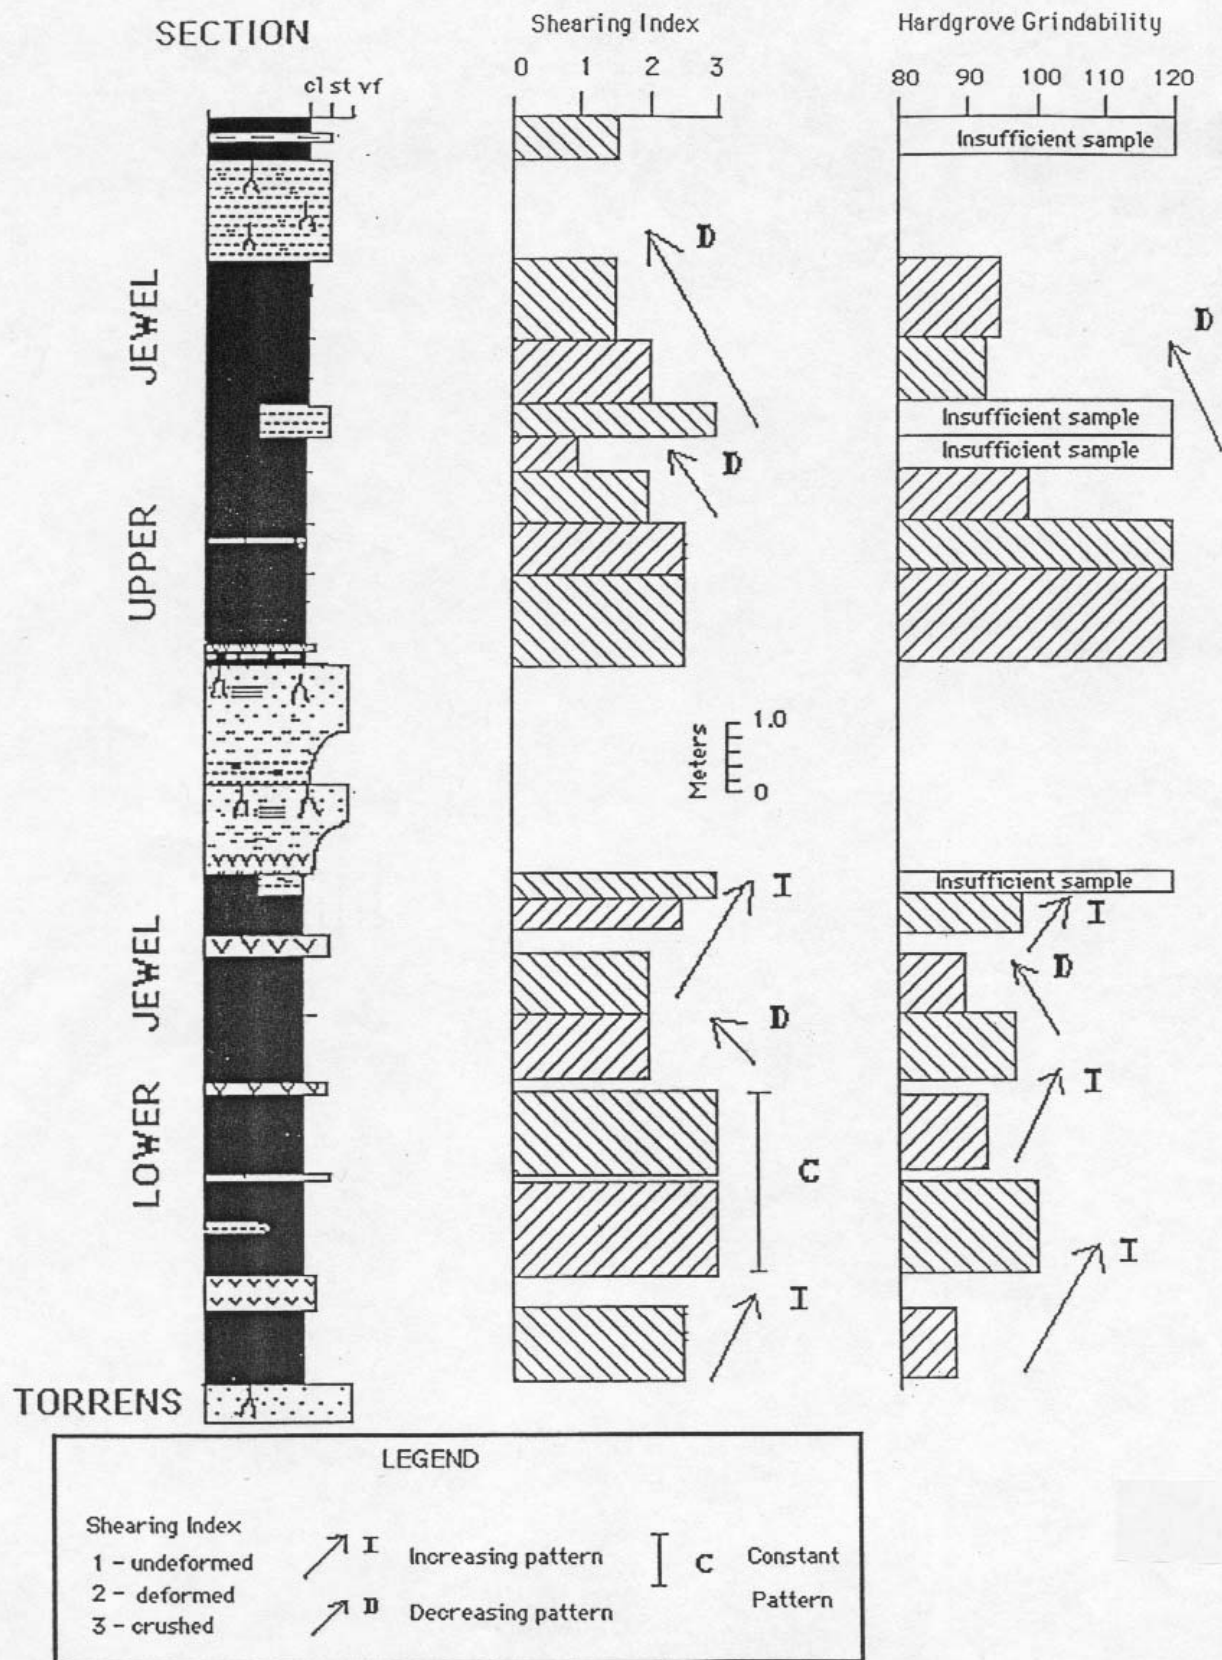 SECTION
Shearing Index
Hardgrove Grindability
cl st vf
0 1 2 3
80 90 100 110 120
Insufficient sample
D
JEWEL
D
Insufficient sample
Insufficient sample
D
UPPER
Meters
1.0
0
Insufficient sample
I
I
D
JEWEL
D
I
LOWER
C
I
I
TORRENS
LEGEND
Shearing Index
1 - undeformed
2 - deformed
3 - crushed
I Increasing pattern
D Decreasing pattern
C Constant
Pattern